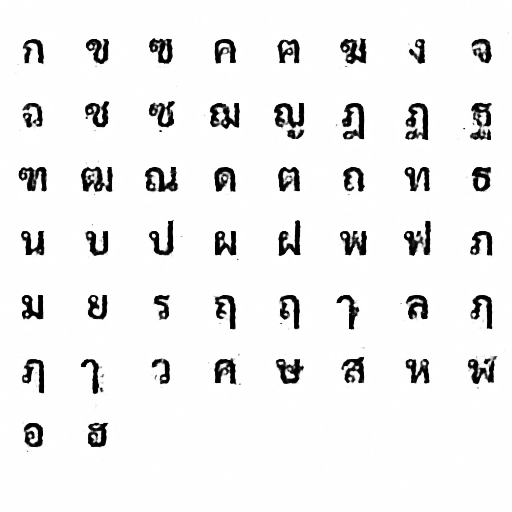 ก ข ฃ ค ฅ ฆ ง จ
ฉ ช ซ ฌ ญ ฎ ฏ ฐ
ฑ ฒ ณ ด ต ถ ท ธ
น บ ป ผ ฝ พ ฟ ภ
ม ย ร ฤ ฤ ๅ ล ฦ
ฦ ๅ ว ศ ษ ส ห ฬ
อ ฮ